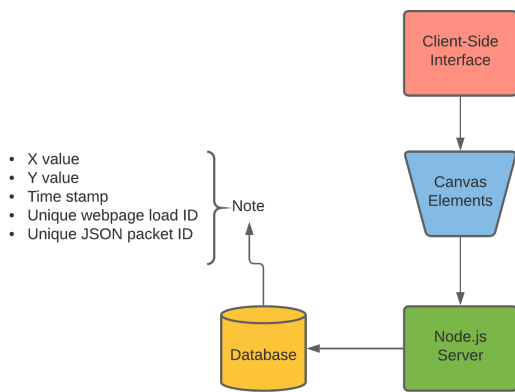 Client-Side
Interface
Canvas
Elements
• X value
• Y value
• Time stamp
• Unique webpage load ID
• Unique JSON packet ID
Note
Database
Node.js
Server